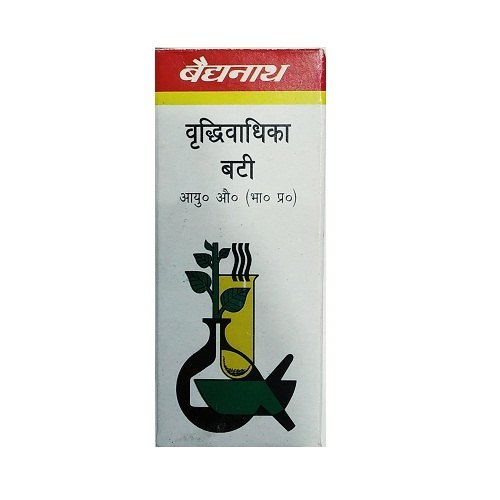 बैद्यनाथ
वृद्धिवाधिका
बटी
आयु० औ० (भा० प्र०)